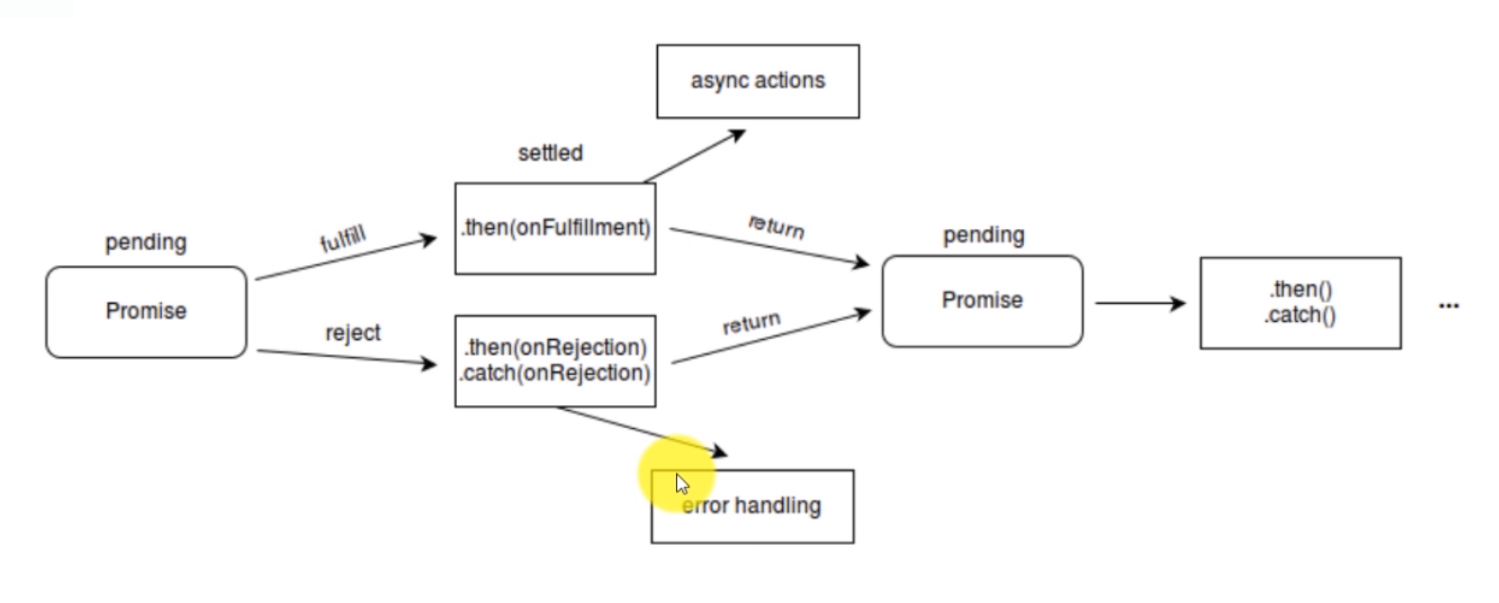 async actions
settled
.then(onFulfillment)
pending
fulfill
return
pending
Promise
reject
.then(onRejection)
.catch(onRejection)
return
Promise
.then()
.catch()
...
error handling